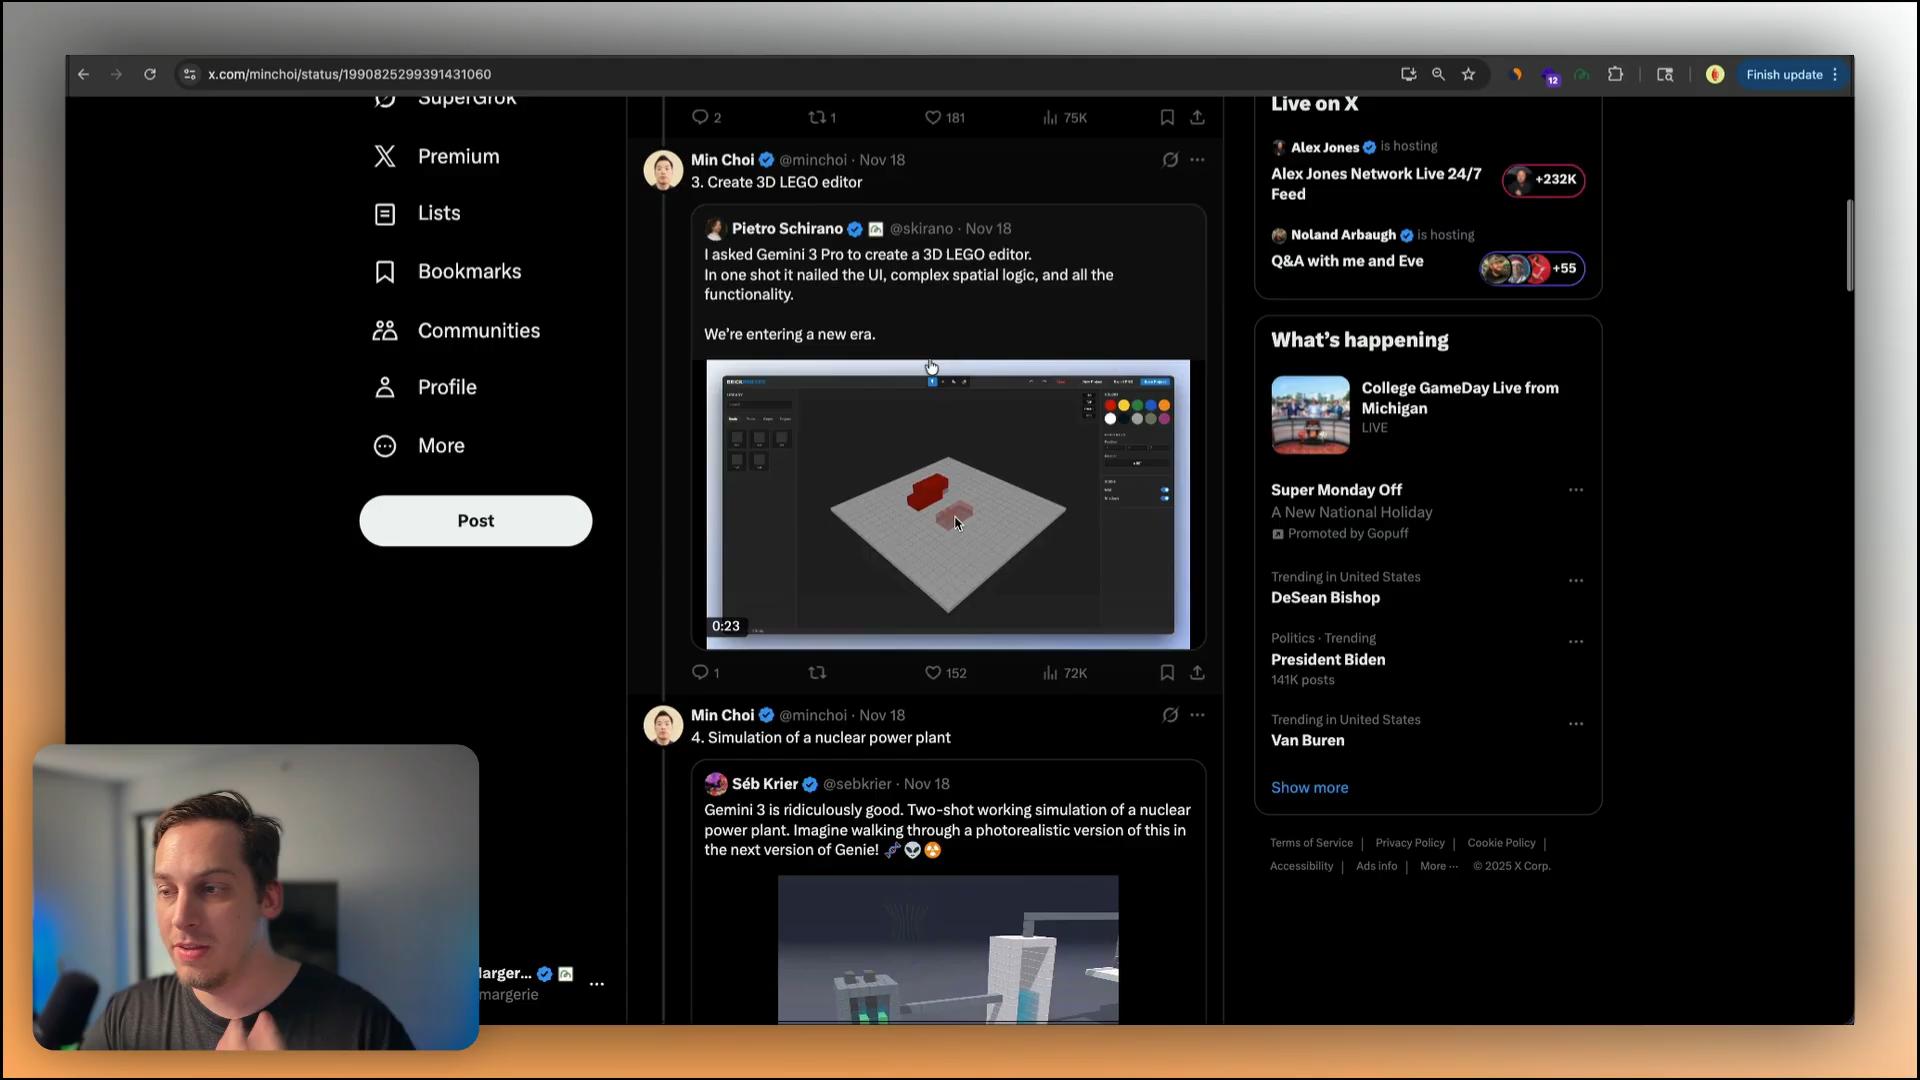 x.com/minchoi/status/1990825299391431060
12
Finish update
SuperGrok
Premium
Lists
Bookmarks
Communities
Profile
More
Post
larger...
margerie
2
1
181
75K
Min Choi @minchoi · Nov 18
3. Create 3D LEGO editor
Pietro Schirano @skirano · Nov 18
I asked Gemini 3 Pro to create a 3D LEGO editor.
In one shot it nailed the UI, complex spatial logic, and all the
functionality.
We're entering a new era.
0:23
1
152
72K
Min Choi @minchoi · Nov 18
4. Simulation of a nuclear power plant
Séb Krier @sebkrier · Nov 18
Gemini 3 is ridiculously good. Two-shot working simulation of a nuclear
power plant. Imagine walking through a photorealistic version of this in
the next version of Genie! 🧬👽☢️
Live on X
Alex Jones is hosting
Alex Jones Network Live 24/7
Feed
+232K
Noland Arbaugh is hosting
Q&A with me and Eve
+55
What's happening
College GameDay Live from
Michigan
LIVE
Super Monday Off
A New National Holiday
Promoted by Gopuff
Trending in United States
DeSean Bishop
Politics · Trending
President Biden
141K posts
Trending in United States
Van Buren
Show more
Terms of Service | Privacy Policy | Cookie Policy |
Accessibility | Ads info | More ··· © 2025 X Corp.